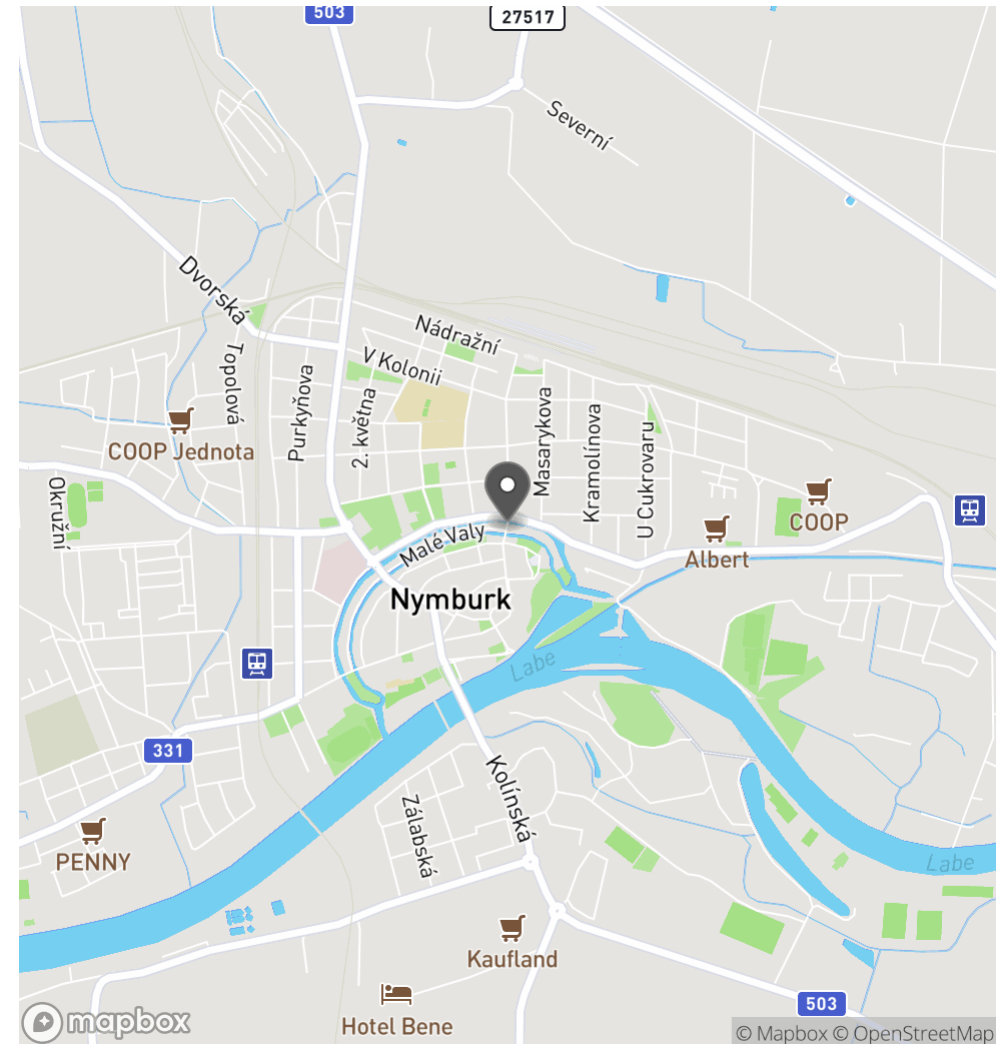 503
27517
Severní
Dvorská
Nádražní
V Kolonii
Topolová
Purkyňova
2. května
Masarykova
Kramolínova
U Cukrovaru
COOP Jednota
Okružní
COOP
Albert
Malé Valy
Nymburk
Labe
331
Kolínská
Zálabská
PENNY
Labe
Kaufland
503
Hotel Bene
mapbox
© Mapbox © OpenStreetMap